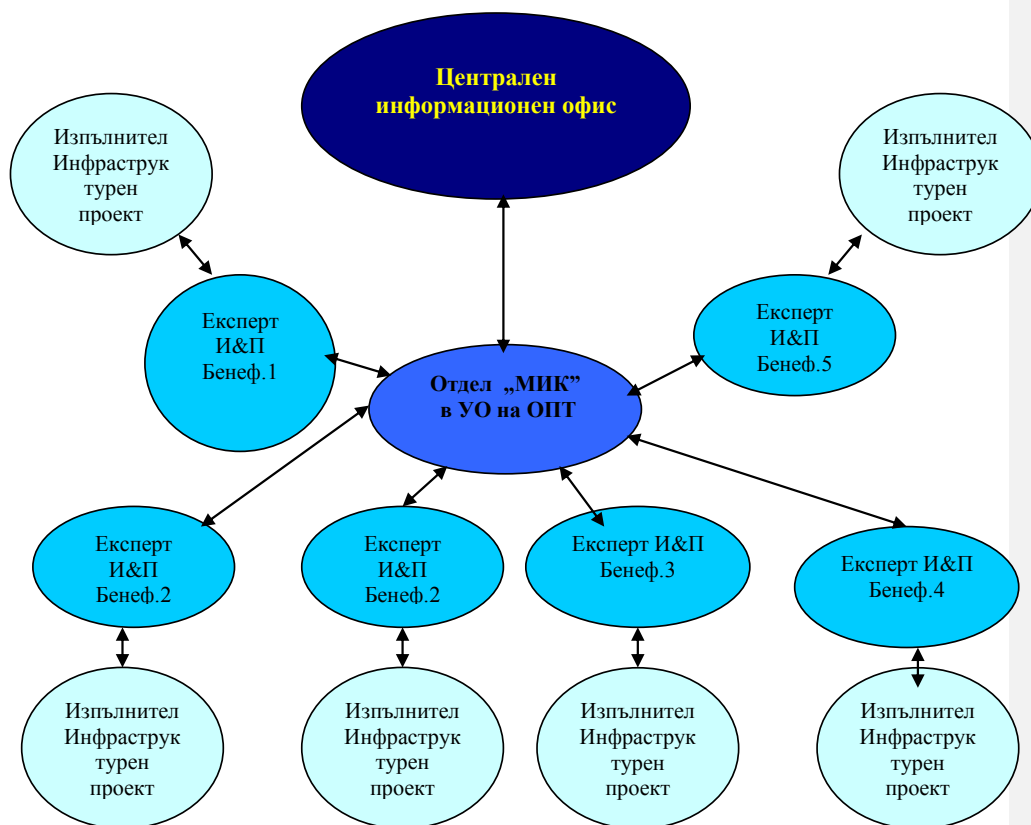 Централен
информационен офис
Изпълнител
Инфраструк
турен
проект
Изпълнител
Инфраструк
турен
проект
Експерт
И&П
Бенеф.1
Експерт
И&П
Бенеф.5
Отдел „МИК”
в УО на ОПТ
Експерт
И&П
Бенеф.2
Експерт
И&П
Бенеф.2
Експерт И&П
Бенеф.3
Експерт И&П
Бенеф.4
Изпълнител
Инфраструк
турен
проект
Изпълнител
Инфраструк
турен
проект
Изпълнител
Инфраструк
турен
проект
Изпълнител
Инфраструк
турен
проект